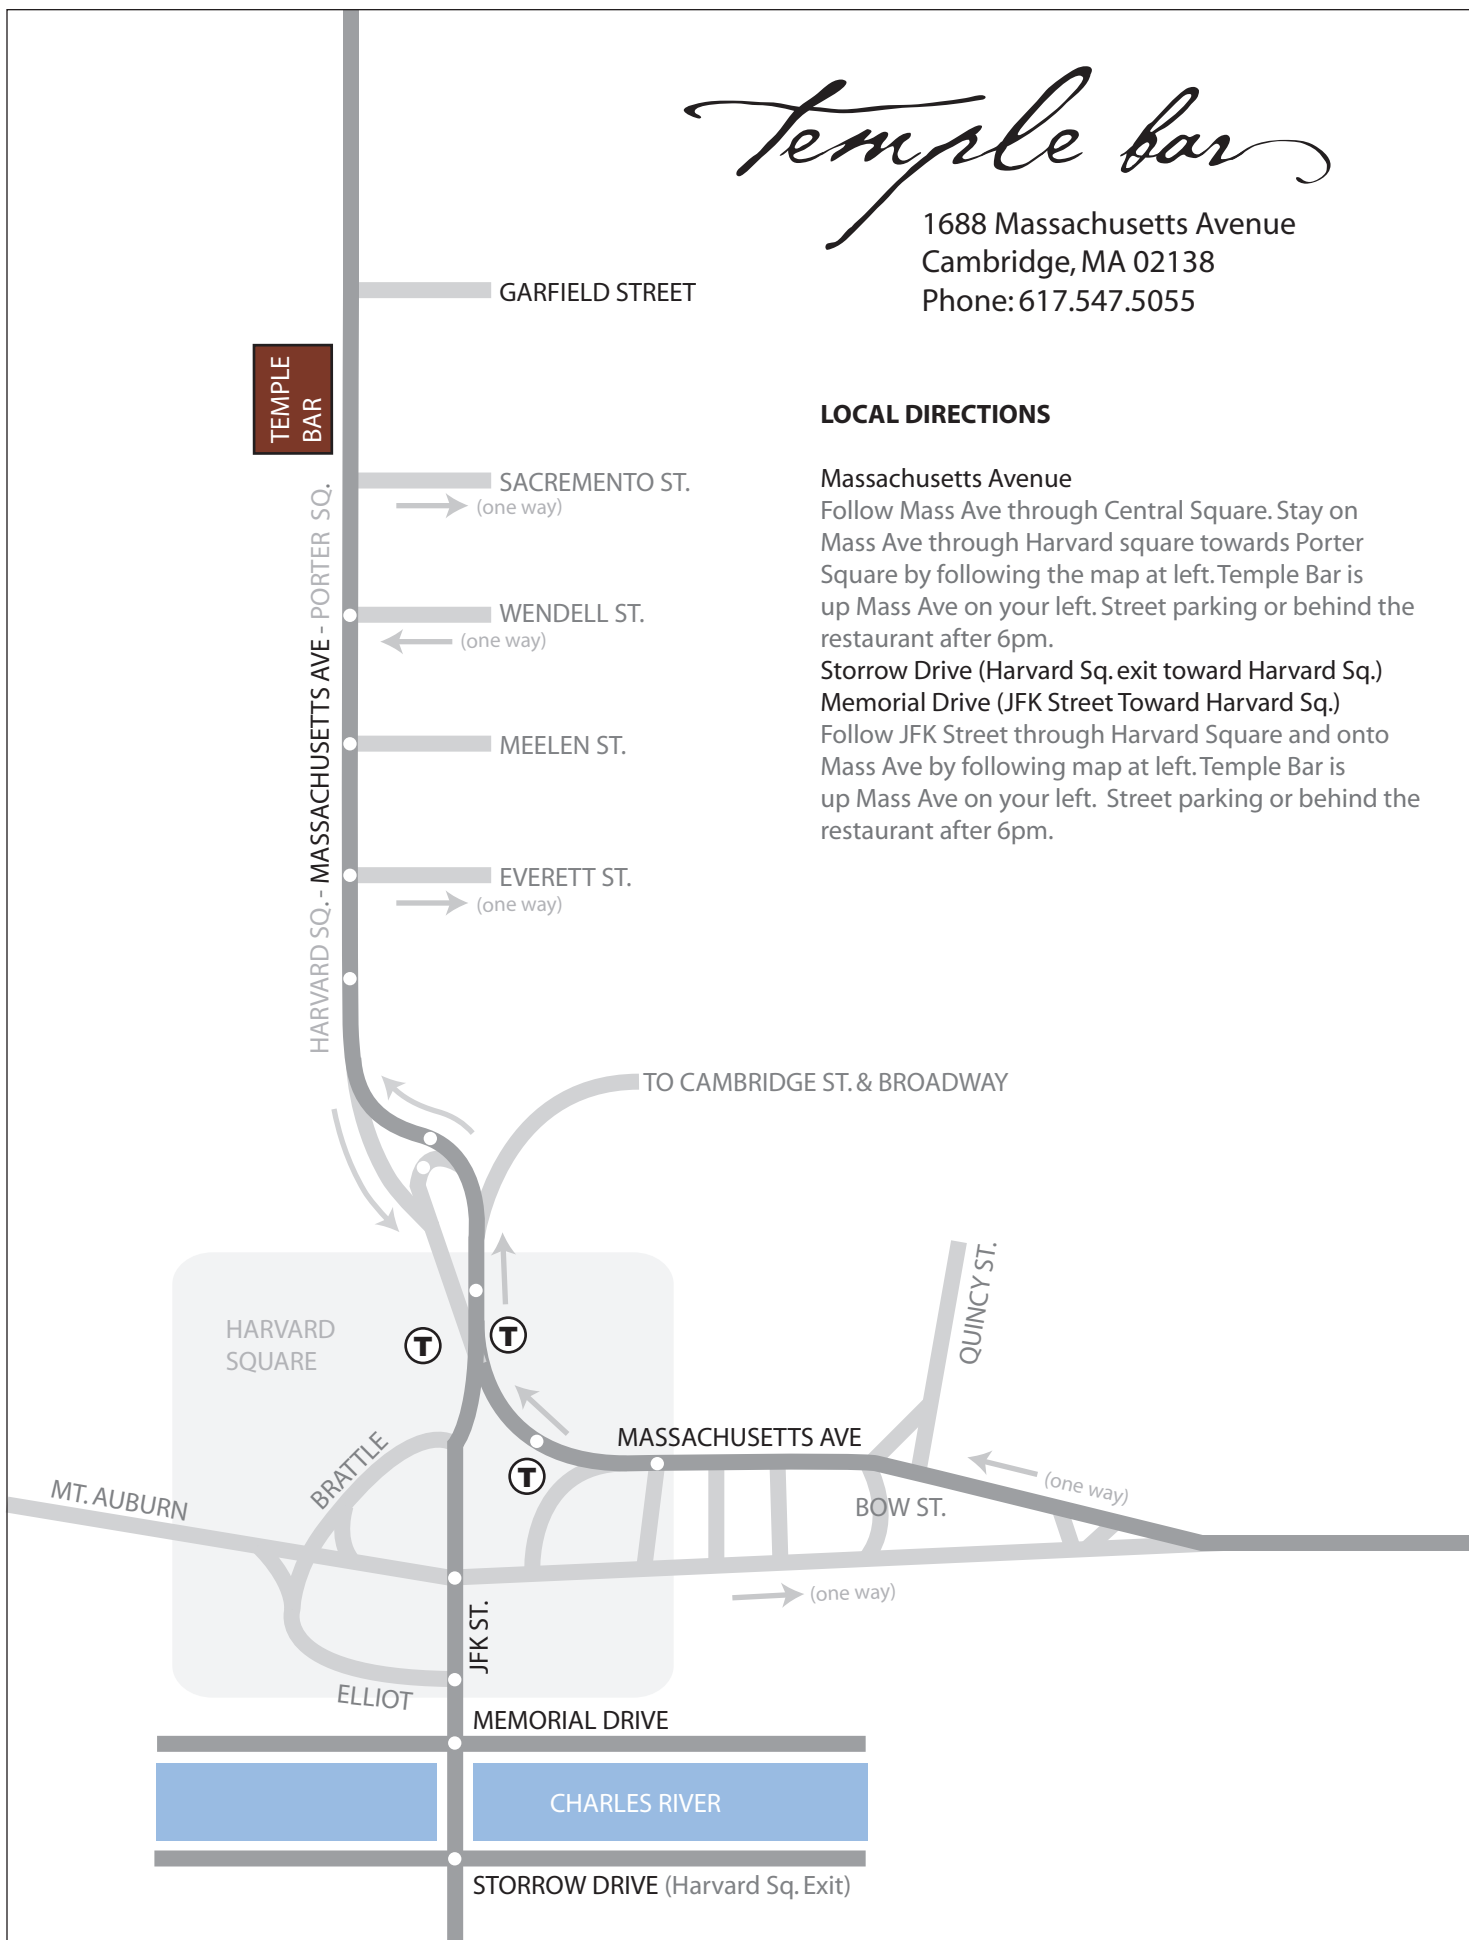 temple bar
1688 Massachusetts Avenue
Cambridge, MA 02138
Phone: 617.547.5055
GARFIELD STREET
TEMPLE
BAR
LOCAL DIRECTIONS
Massachusetts Avenue
Follow Mass Ave through Central Square. Stay on
Mass Ave through Harvard square towards Porter
Square by following the map at left. Temple Bar is
up Mass Ave on your left. Street parking or behind the
restaurant after 6pm.
Storrow Drive (Harvard Sq. exit toward Harvard Sq.)
Memorial Drive (JFK Street Toward Harvard Sq.)
Follow JFK Street through Harvard Square and onto
Mass Ave by following map at left. Temple Bar is
up Mass Ave on your left. Street parking or behind the
restaurant after 6pm.
SACREMENTO ST.
(one way)
WENDELL ST.
(one way)
MEELEN ST.
EVERETT ST.
(one way)
HARVARD SQ. - MASSACHUSETTS AVE - PORTER SQ.
TO CAMBRIDGE ST. & BROADWAY
QUINCY ST.
HARVARD
SQUARE
T
T
MASSACHUSETTS AVE
T
BRATTLE
MT. AUBURN
(one way)
BOW ST.
(one way)
JFK ST.
ELLIOT
MEMORIAL DRIVE
CHARLES RIVER
STORROW DRIVE (Harvard Sq. Exit)